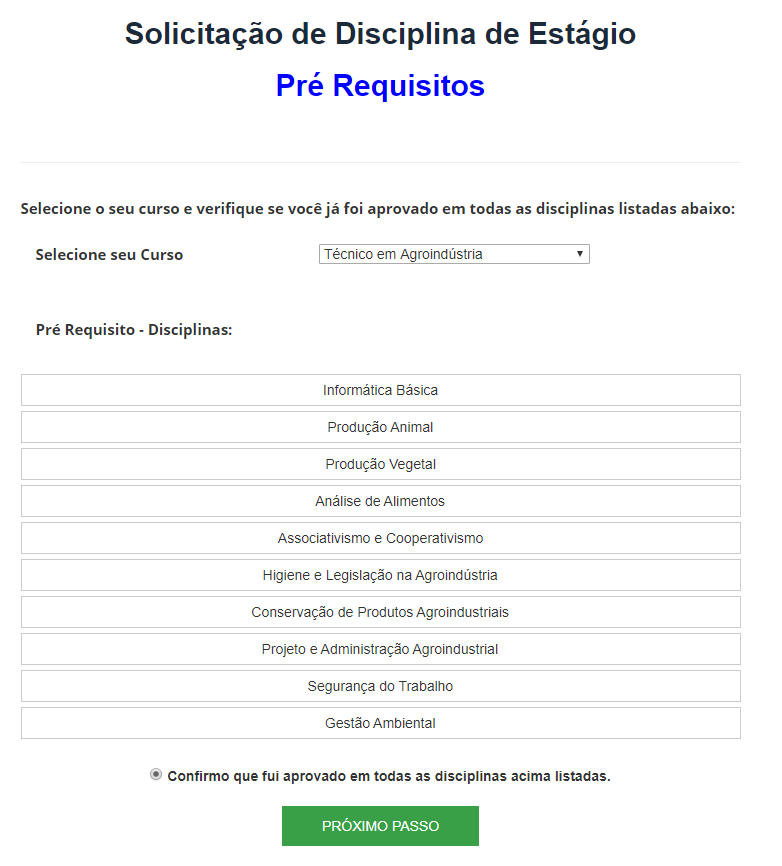 Solicitação de Disciplina de Estágio
Pré Requisitos
Selecione o seu curso e verifique se você já foi aprovado em todas as disciplinas listadas abaixo:
Selecione seu Curso Técnico em Agroindústria
Pré Requisito - Disciplinas:
Informática Básica
Produção Animal
Produção Vegetal
Análise de Alimentos
Associativismo e Cooperativismo
Higiene e Legislação na Agroindústria
Conservação de Produtos Agroindustriais
Projeto e Administração Agroindustrial
Segurança do Trabalho
Gestão Ambiental
Confirmo que fui aprovado em todas as disciplinas acima listadas.
PRÓXIMO PASSO